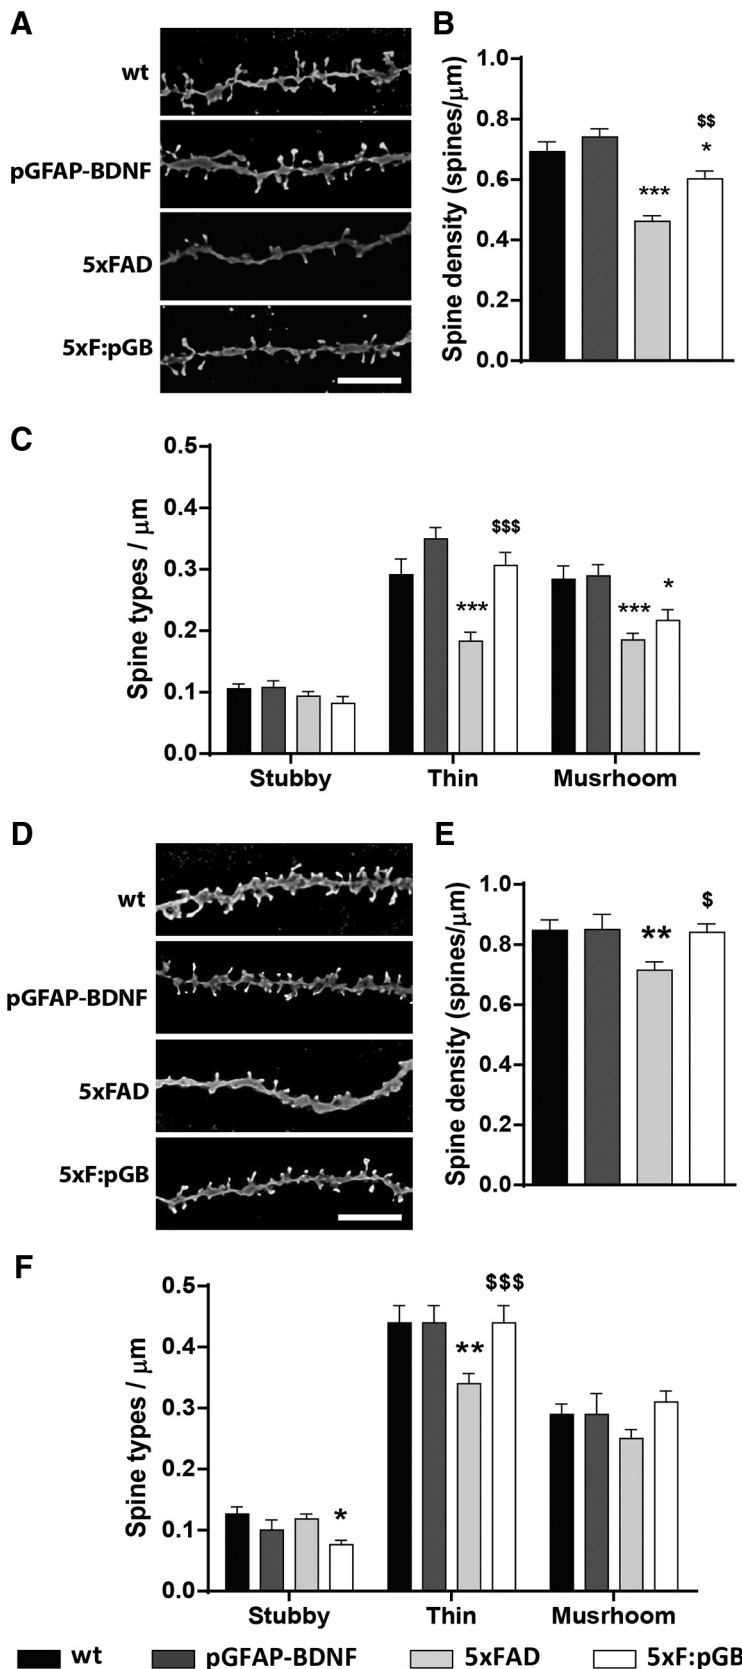 A
wt
pGFAP-BDNF
5xFAD
5xF:pGB
B
Spine density (spines/μm)
1.0
0.8
0.6
0.4
0.2
0.0
***
$$
*
C
Spine types / μm
0.5
0.4
0.3
0.2
0.1
0.0
***
$$$
***
*
Stubby Thin Musrhoom
D
wt
pGFAP-BDNF
5xFAD
5xF:pGB
E
Spine density (spines/μm)
1.0
0.8
0.6
0.4
0.2
0.0
**
$
F
Spine types / μm
0.5
0.4
0.3
0.2
0.1
0.0
*
**
$$$
Stubby Thin Musrhoom
wt pGFAP-BDNF 5xFAD 5xF:pGB